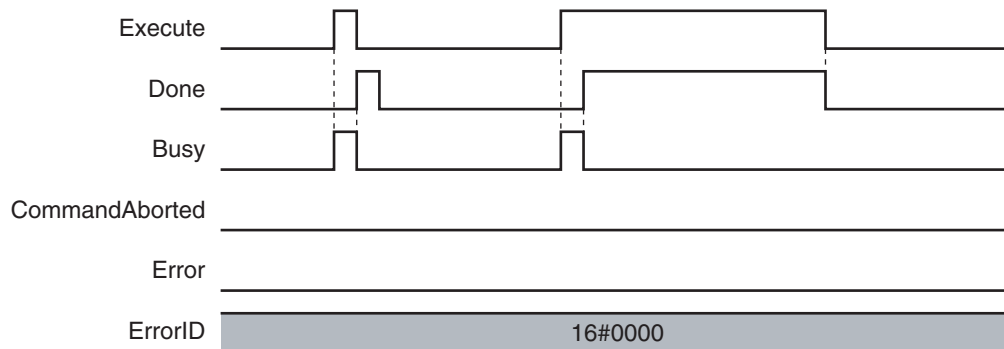 Execute
Done
Busy
CommandAborted
Error
ErrorID 16#0000